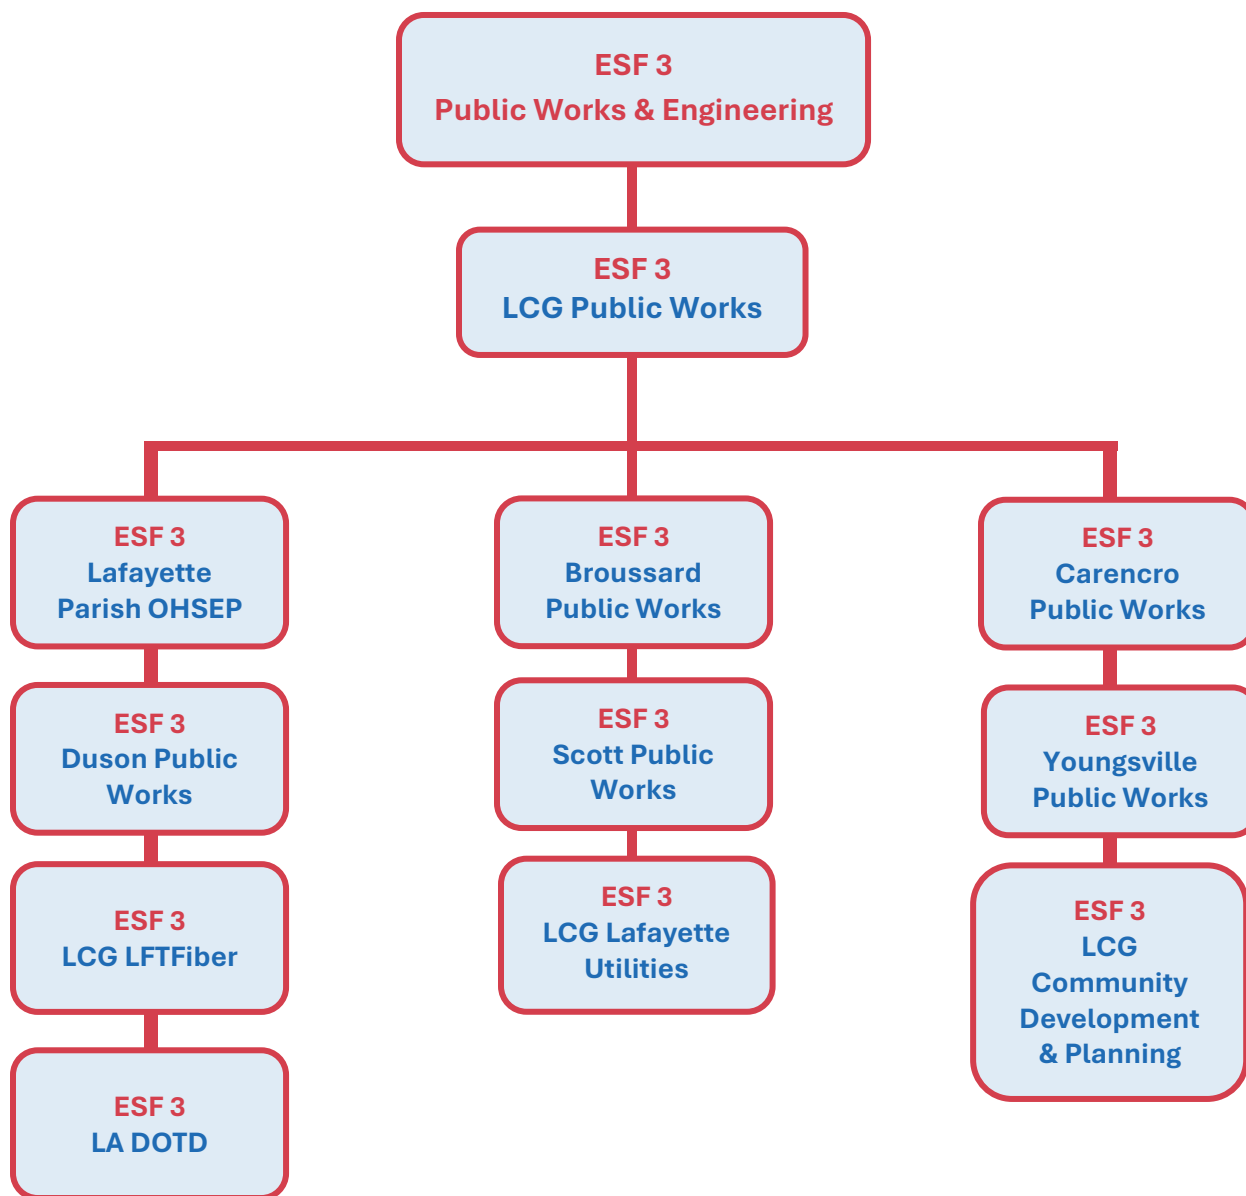 ESF 3
Public Works & Engineering
ESF 3
LCG Public Works
ESF 3
Lafayette
Parish OHSEP
ESF 3
Broussard
Public Works
ESF 3
Carencro
Public Works
ESF 3
Duson Public
Works
ESF 3
Scott Public
Works
ESF 3
Youngsville
Public Works
ESF 3
LCG LFTFiber
ESF 3
LCG Lafayette
Utilities
ESF 3
LCG
Community
Development
& Planning
ESF 3
LA DOTD